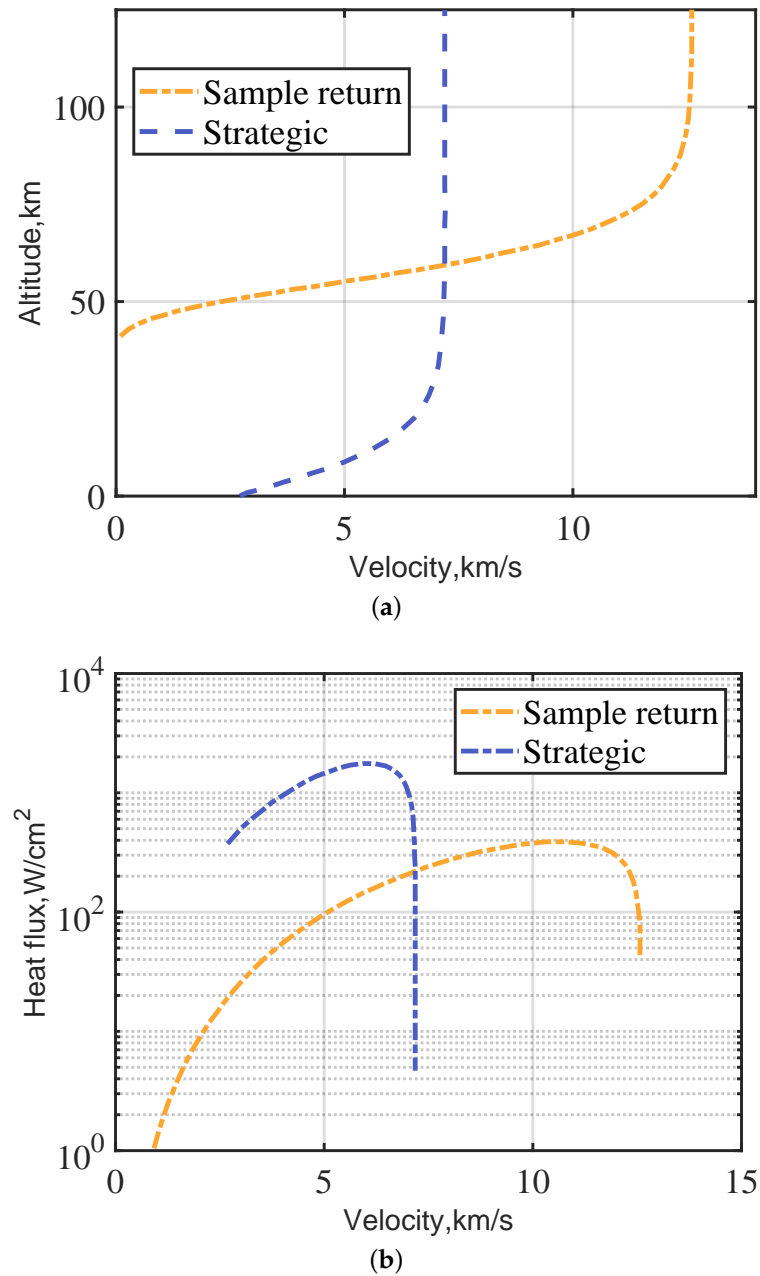 Sample return
Strategic
100
50
0
0
5
10
Altitude,km
Velocity,km/s
(a)
10^4
Sample return
Strategic
10^2
10^0
0
5
10
15
Heat flux,W/cm^2
Velocity,km/s
(b)